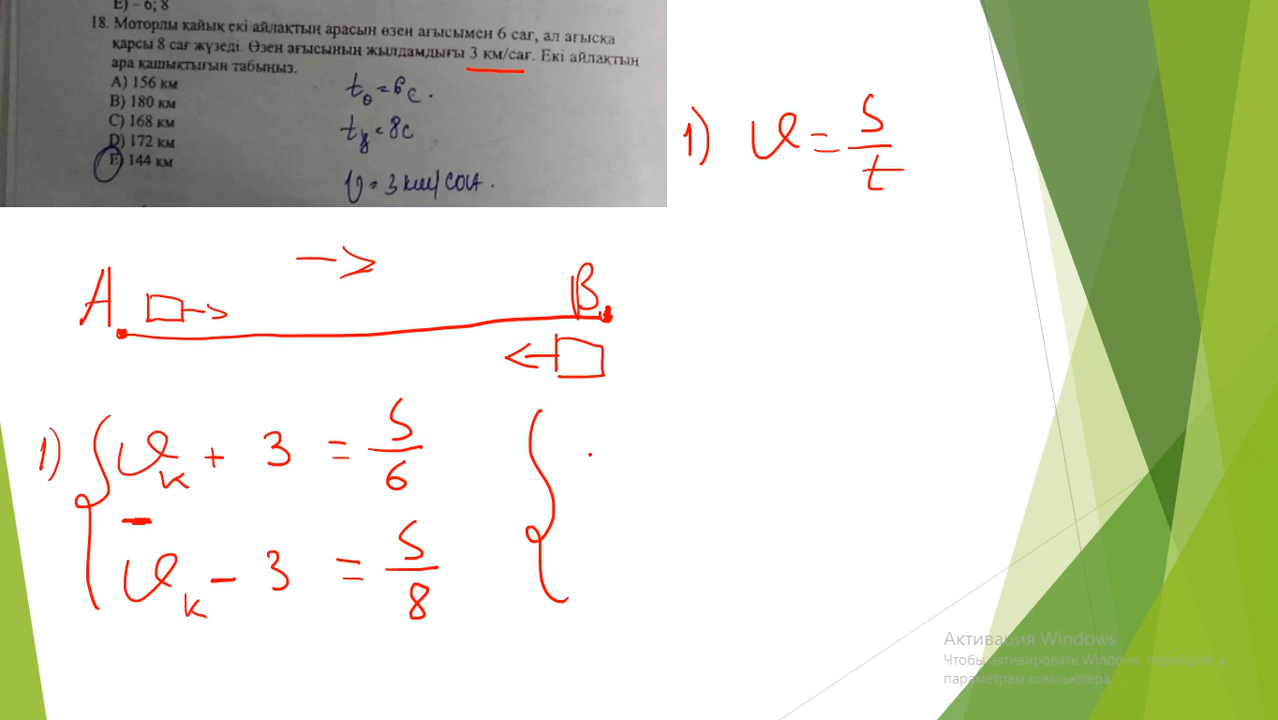 E) – 6; 8
18. Моторлы қайық екі айлақтың арасын өзен ағысымен 6 сағ, ал ағысқа
қарсы 8 сағ жүзеді. Өзен ағысының жылдамдығы 3 км/сағ. Екі айлақтың
ара қашықтығын табыңыз.
A) 156 км
B) 180 км
C) 168 км
D) 172 км
E) 144 км
t = 6c.
t = 8c
υ = 3 км/
1) υ = S/t
A
B
1) υк + 3 = S/6
υк - 3 = S/8
Активация Windows
Чтобы активировать Windows, перейдите к
параметрам компьютера